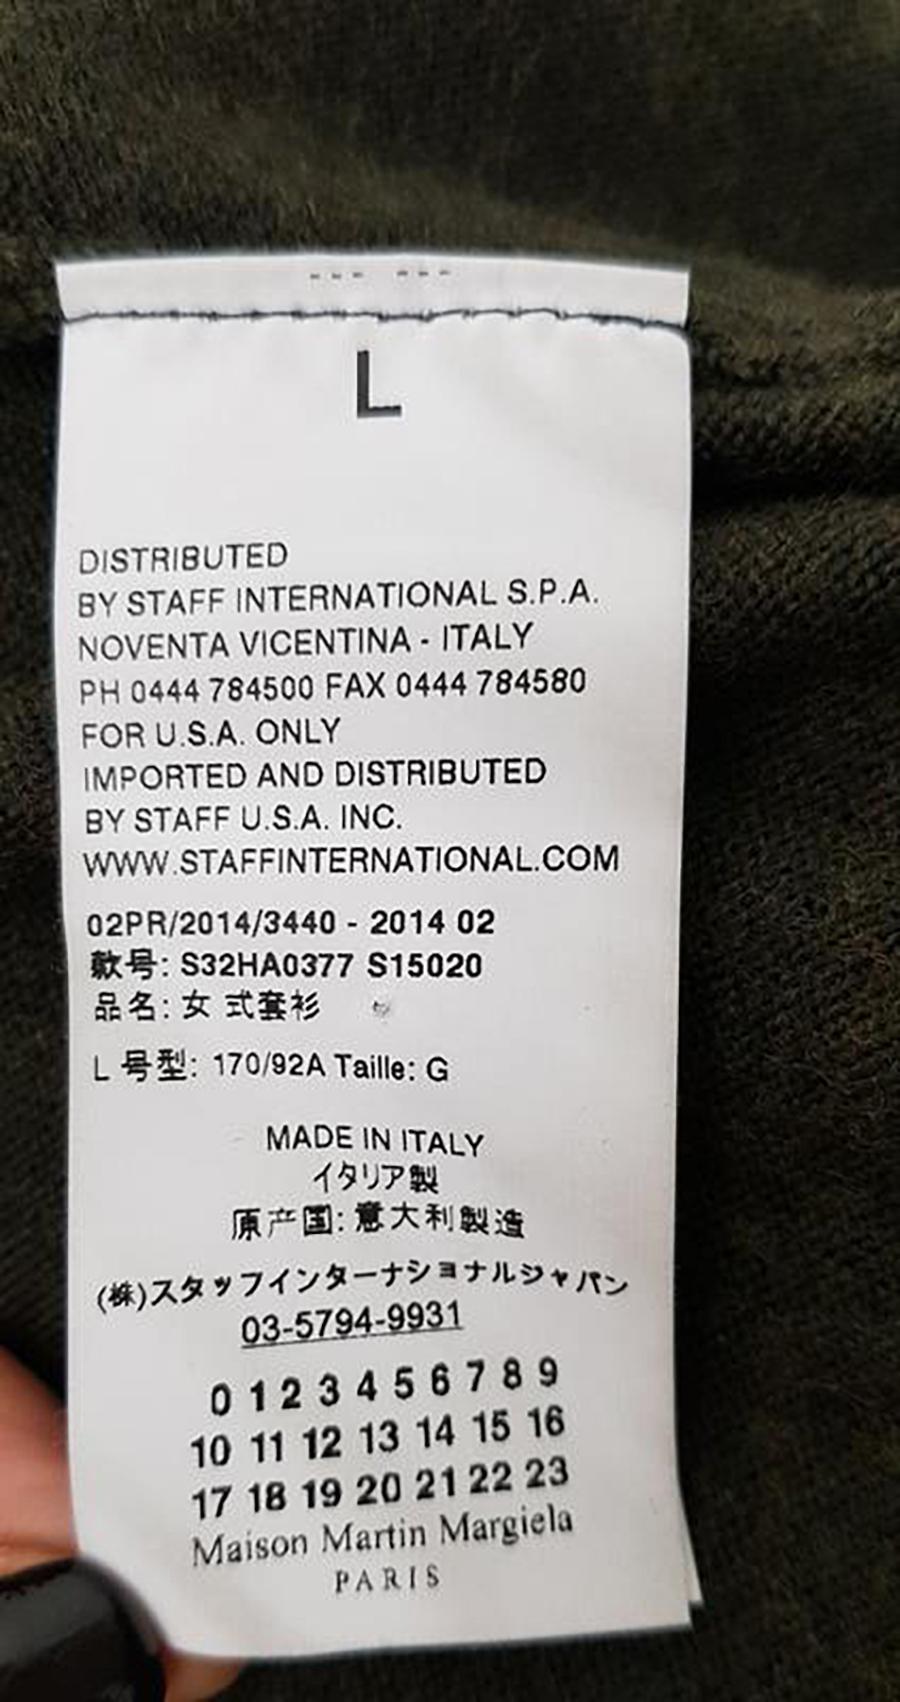 L
DISTRIBUTED
BY STAFF INTERNATIONAL S.P.A.
NOVENTA VICENTINA - ITALY
PH 0444 784500 FAX 0444 784580
FOR U.S.A. ONLY
IMPORTED AND DISTRIBUTED
BY STAFF U.S.A. INC.
WWW.STAFFINTERNATIONAL.COM
02PR/2014/3440 - 2014 02
款号: S32HA0377 S15020
品名: 女 式套衫
L 号型: 170/92A Taille: G
MADE IN ITALY
イタリア製
原产国: 意大利製造
(株)スタッフインターナショナルジャパン
03-5794-9931
0 1 2 3 4 5 6 7 8 9
10 11 12 13 14 15 16
17 18 19 20 21 22 23
Maison Martin Margiela
PARIS